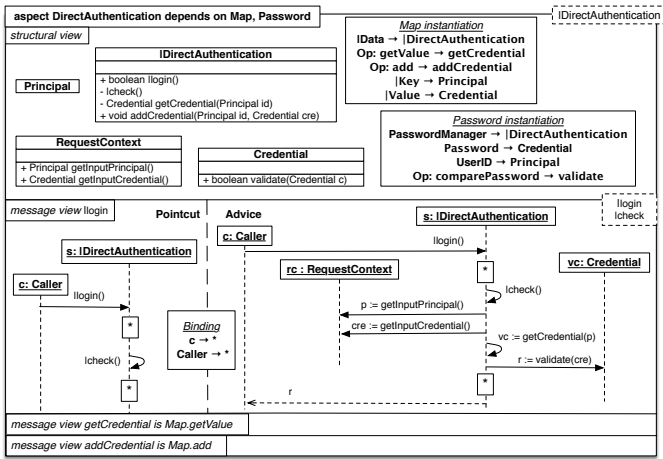 aspect DirectAuthentication depends on Map, Password
|DirectAuthentication
structural view
Principal
|DirectAuthentication
+ boolean |login()
- |check()
- Credential getCredential(Principal id)
+ void addCredential(Principal id, Credential cre)
Map instantiation
lData → |DirectAuthentication
Op: getValue → getCredential
Op: add → addCredential
|Key → Principal
|Value → Credential
RequestContext
+ Principal getInputPrincipal()
+ Credential getInputCredential()
Credential
+ boolean validate(Credential c)
Password instantiation
PasswordManager → |DirectAuthentication
Password → Credential
UserID → Principal
Op: comparePassword → validate
message view |login
Pointcut
Advice
|login
|check
s: |DirectAuthentication
c: Caller
|login()
*
|check()
*
Binding
c → *
Caller → *
c: Caller
s: |DirectAuthentication
|login()
rc : RequestContext
vc: Credential
*
|check()
p := getInputPrincipal()
cre := getInputCredential()
vc := getCredential(p)
r := validate(cre)
*
r
message view getCredential is Map.getValue
message view addCredential is Map.add